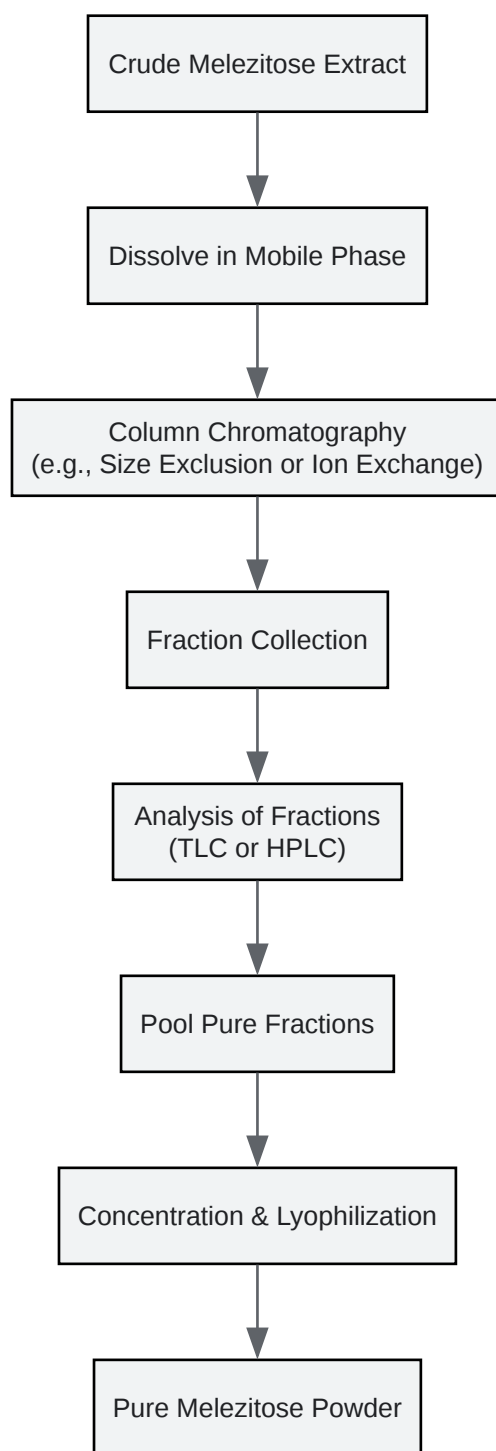 Crude Melezitose Extract
Dissolve in Mobile Phase
Column Chromatography
(e.g., Size Exclusion or Ion Exchange)
Fraction Collection
Analysis of Fractions
(TLC or HPLC)
Pool Pure Fractions
Concentration & Lyophilization
Pure Melezitose Powder